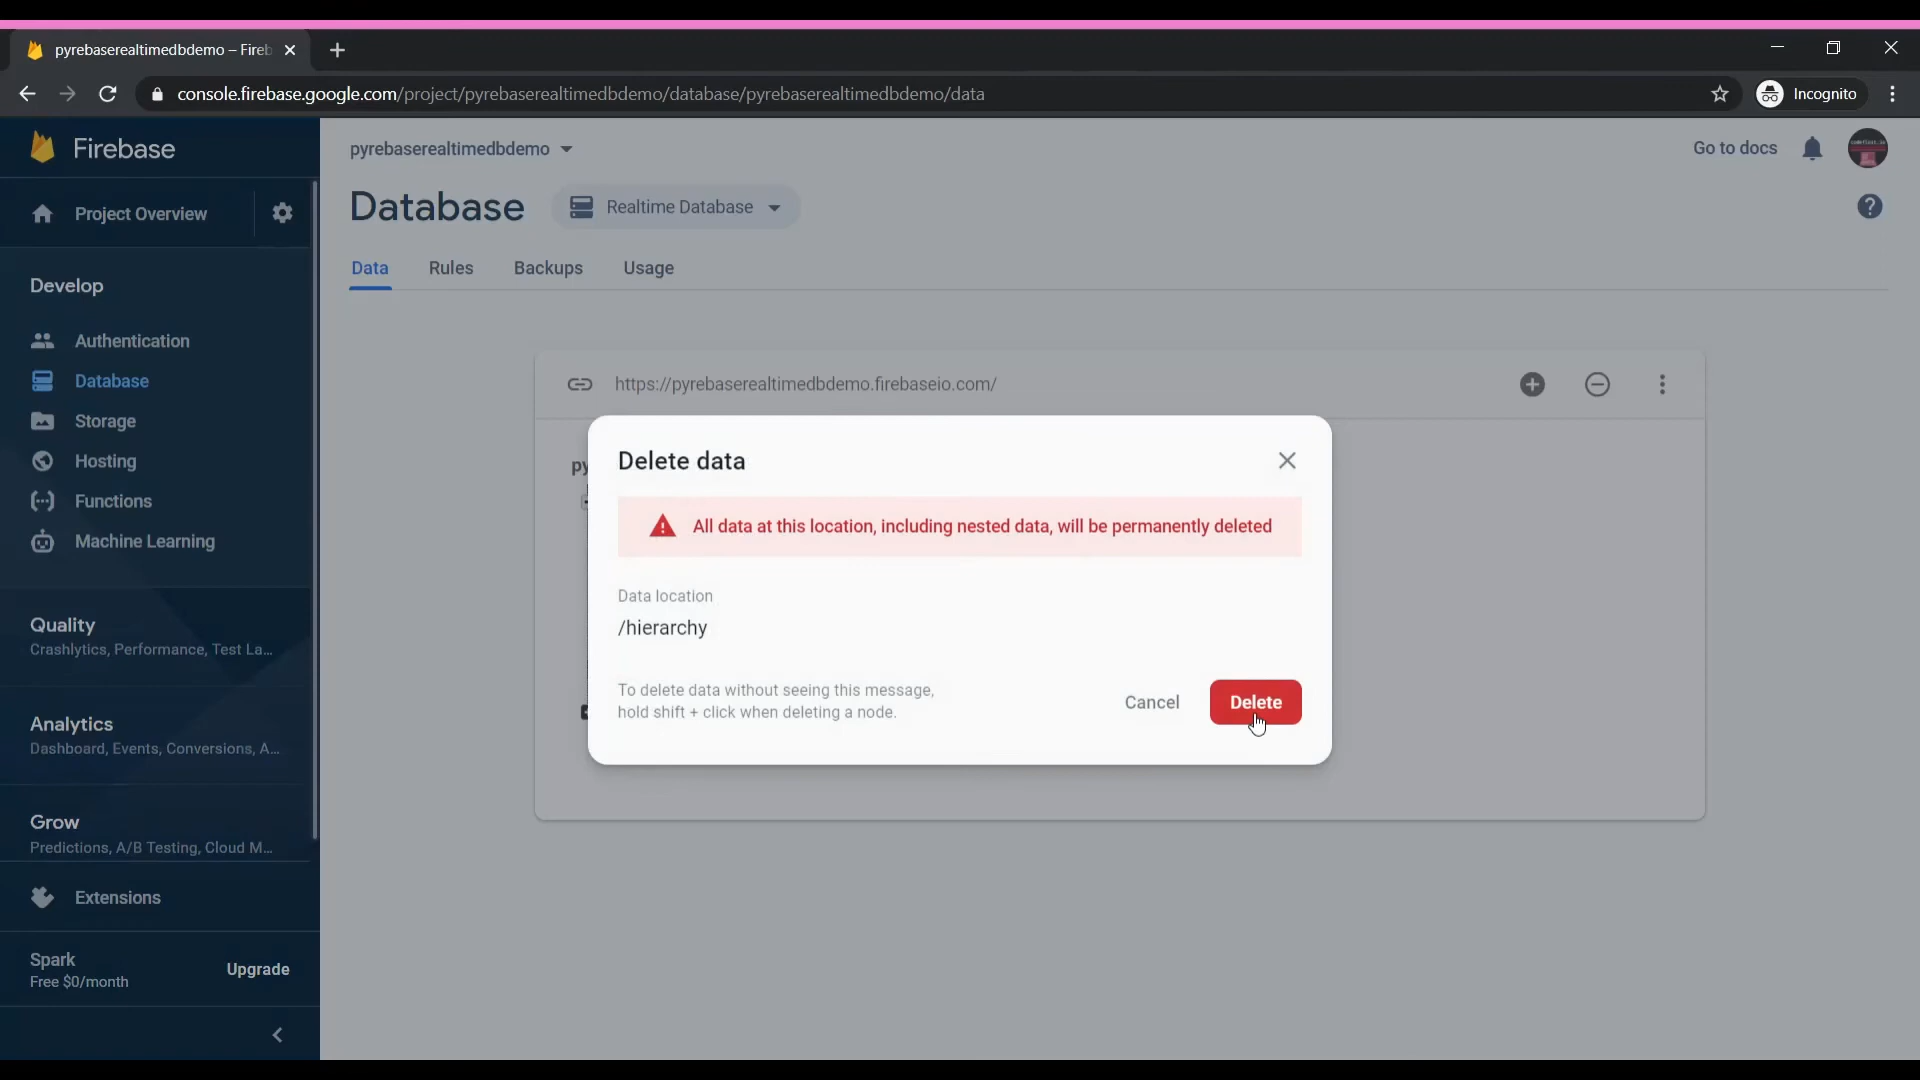 pyrebaserealtimedbdemo – Fireb
console.firebase.google.com/project/pyrebaserealtimedbdemo/database/pyrebaserealtimedbdemo/data
Incognito
Firebase
pyrebaserealtimedbdemo
Go to docs
Project Overview
Database
Realtime Database
Data
Rules
Backups
Usage
Develop
Authentication
Database
Storage
Hosting
Functions
Machine Learning
https://pyrebaserealtimedbdemo.firebaseio.com/
py
Delete data
All data at this location, including nested data, will be permanently deleted
Data location
/hierarchy
To delete data without seeing this message,
hold shift + click when deleting a node.
Cancel
Delete
Quality
Crashlytics, Performance, Test La...
Analytics
Dashboard, Events, Conversions, A...
Grow
Predictions, A/B Testing, Cloud M...
Extensions
Spark
Free $0/month
Upgrade